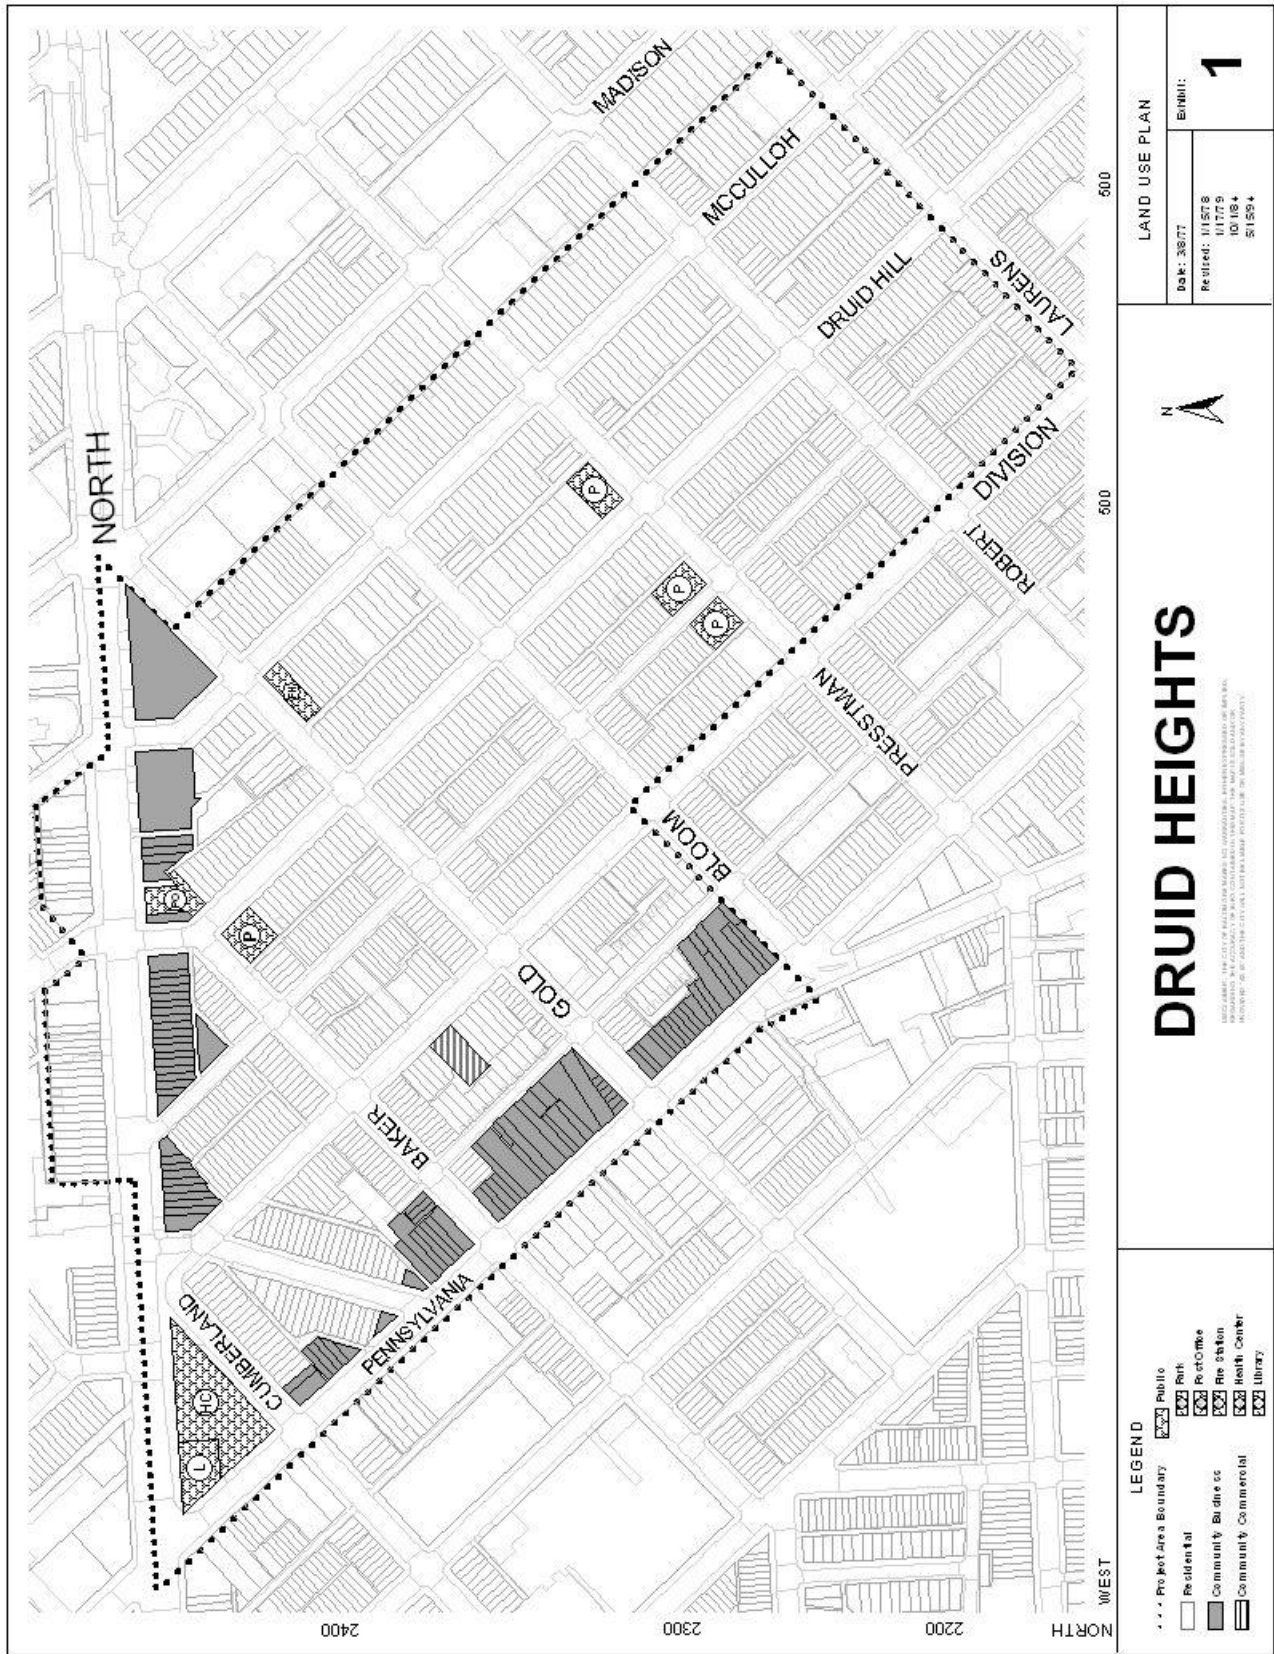 NORTH
MADISON
MCCULLOH
DRUID HILL
LAURENS
DIVISION
ROBERT
PRESSTMAN
BLOOM
GOLD
BAKER
PENNSYLVANIA
CUMBERLAND
P
P
P
P
HC
L
2400
2300
2200
NORTH
WEST
500
500
LEGEND
Project Area Boundary
Residential
Community Business
Community Commercial
Public
Park
Post Office
Fire Station
Health Center
Library
DRUID HEIGHTS
N
LAND USE PLAN
Date: 3/8/77
Revised: 1/15/78
1/17/79
10/1/84
5/15/94
Exhibit:
1